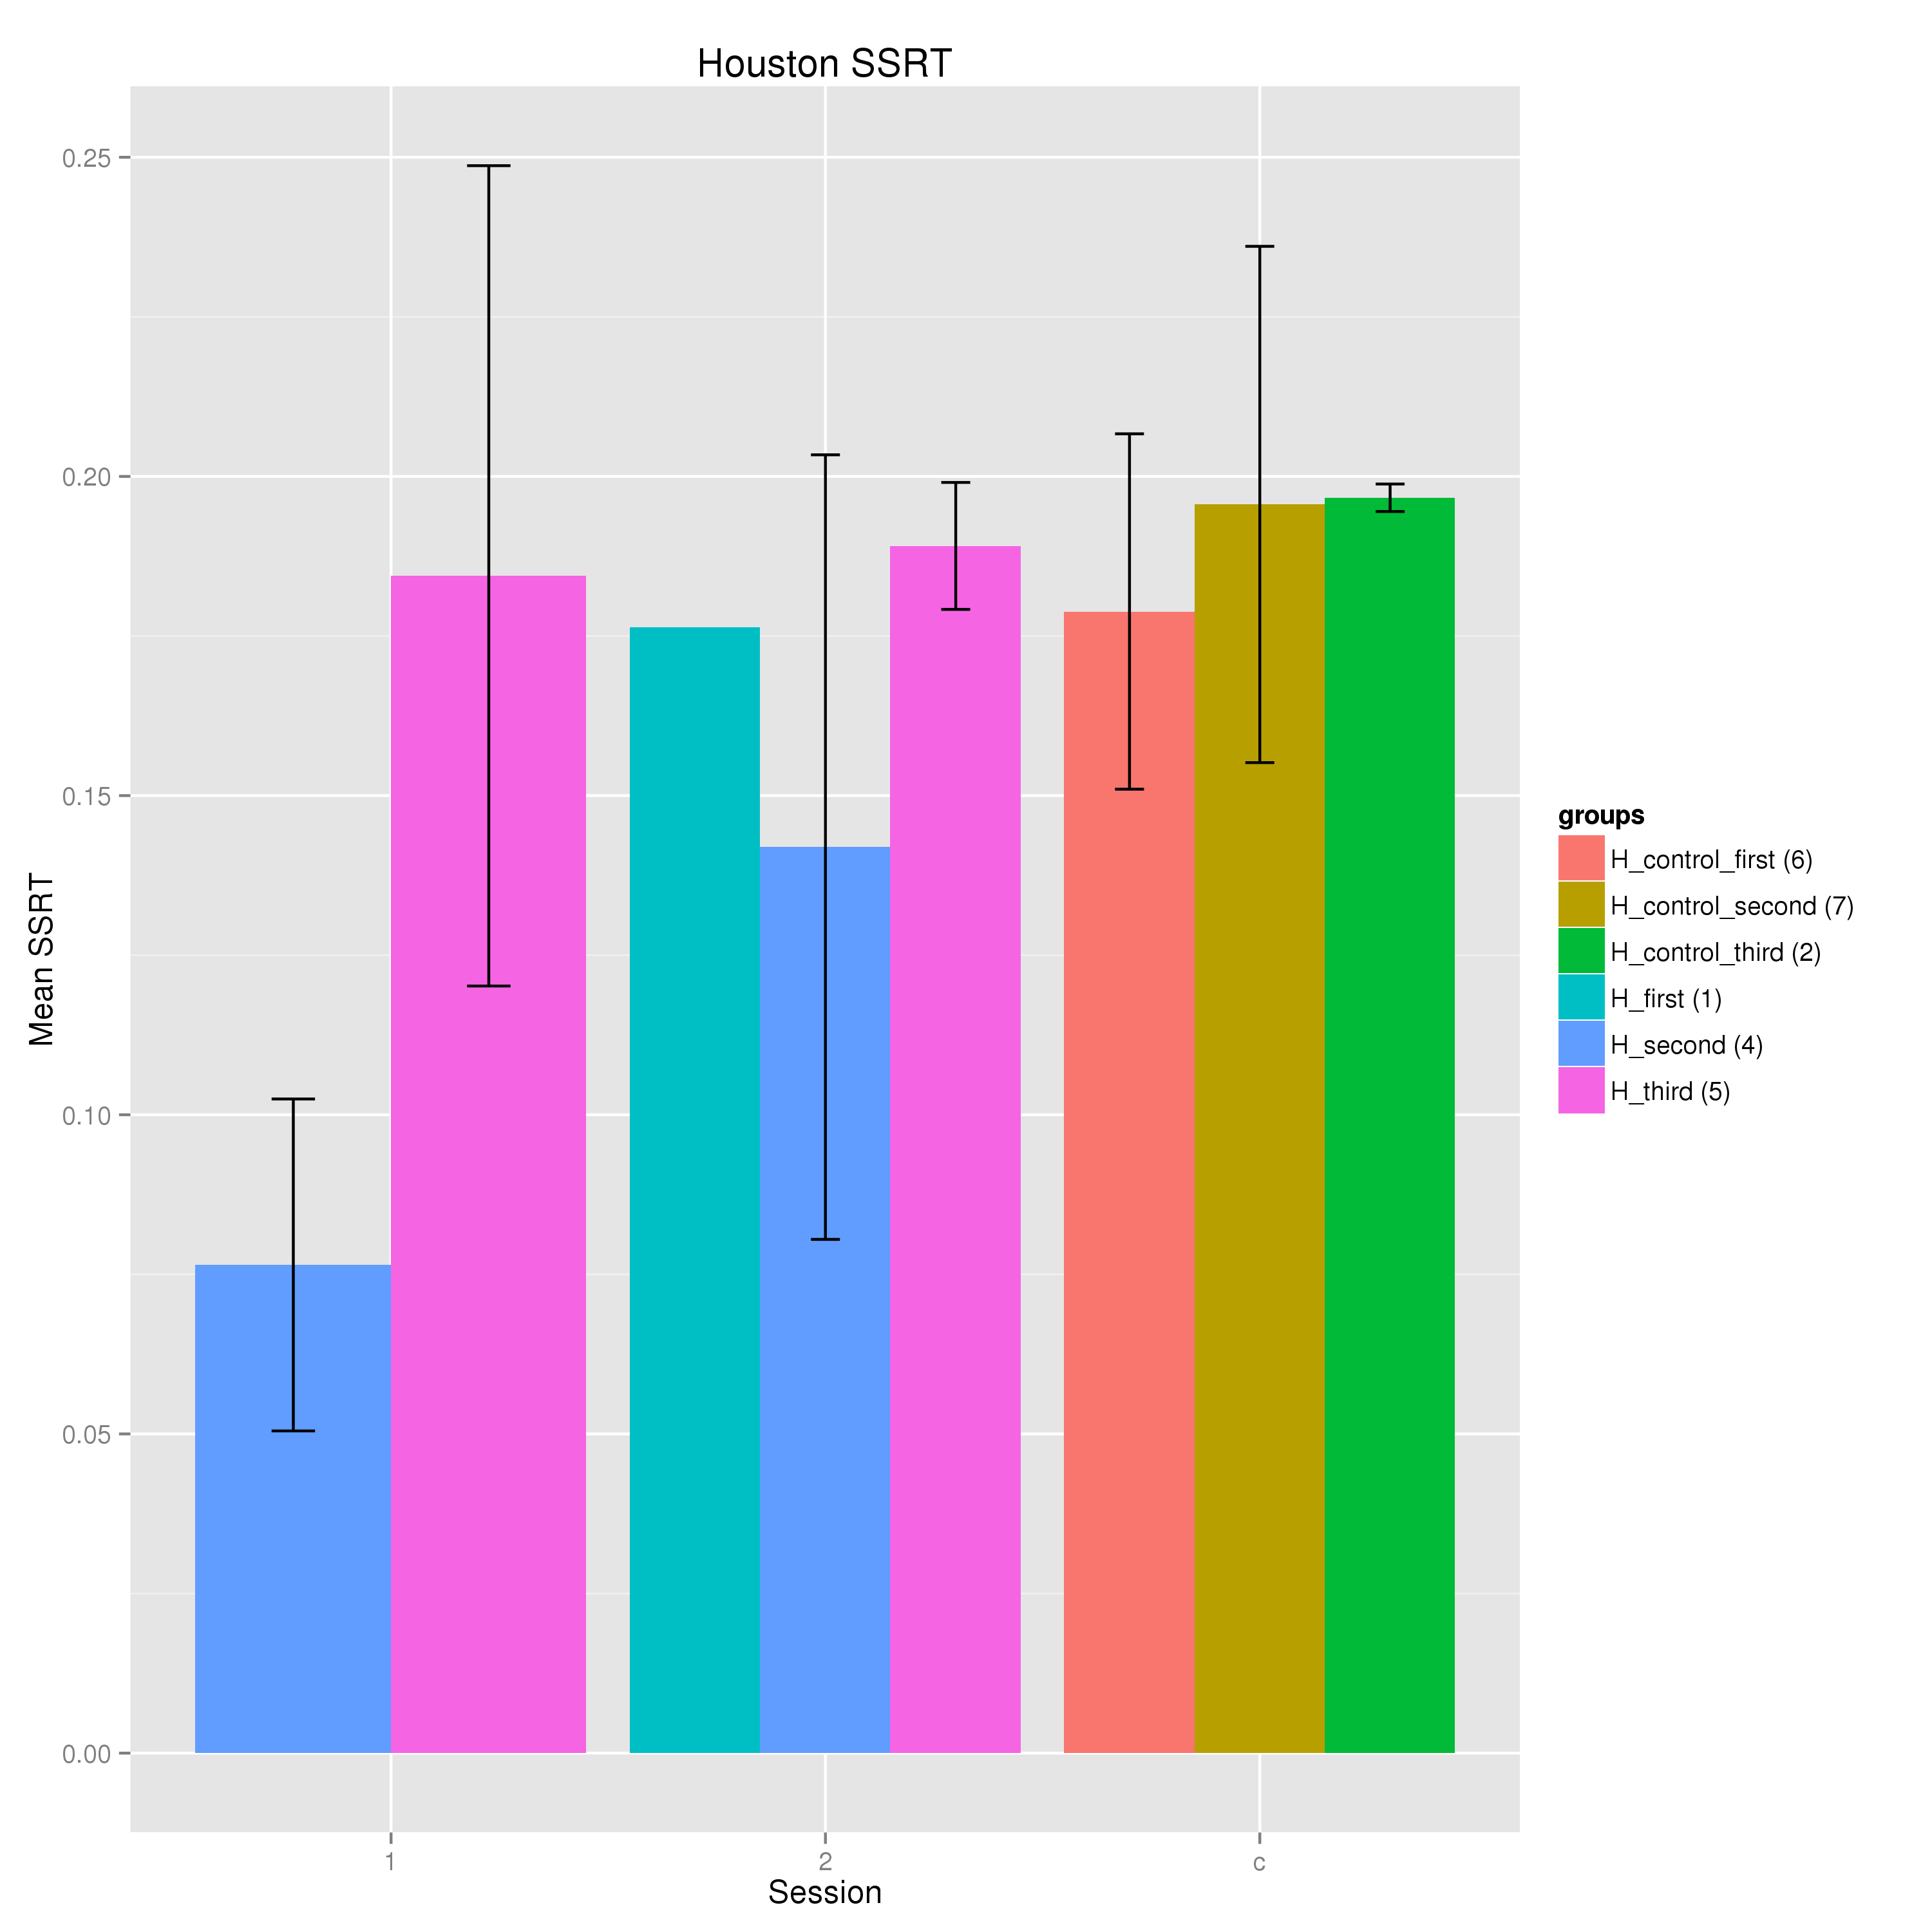 Houston SSRT
0.25
0.20
0.15
0.10
0.05
0.00
Mean SSRT
1
2
c
Session
groups
H_control_first (6)
H_control_second (7)
H_control_third (2)
H_first (1)
H_second (4)
H_third (5)